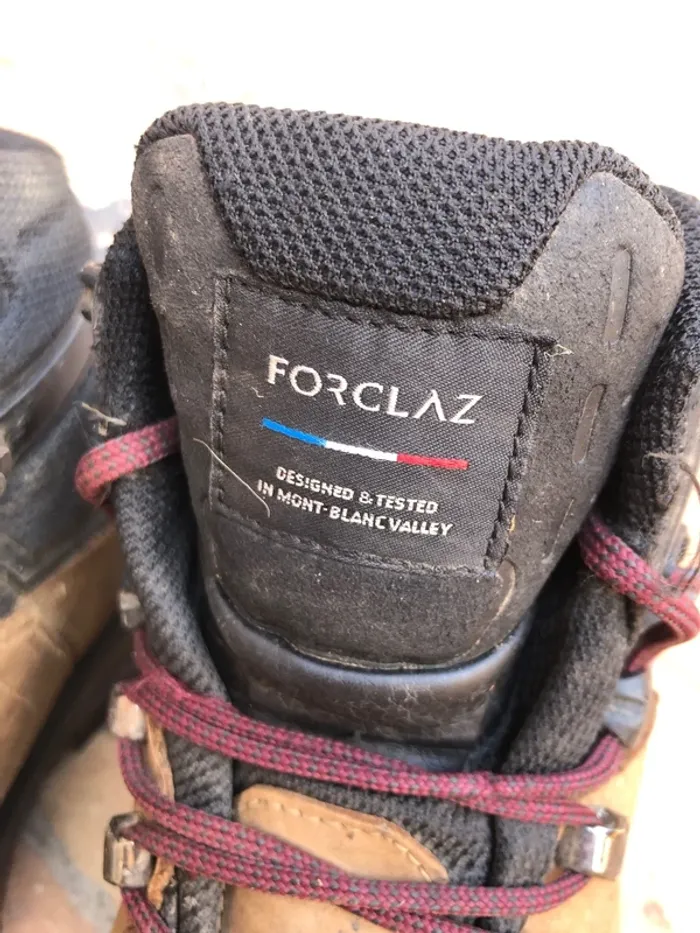 FORCLAZ
DESIGNED & TESTED
IN MONT-BLANC VALLEY